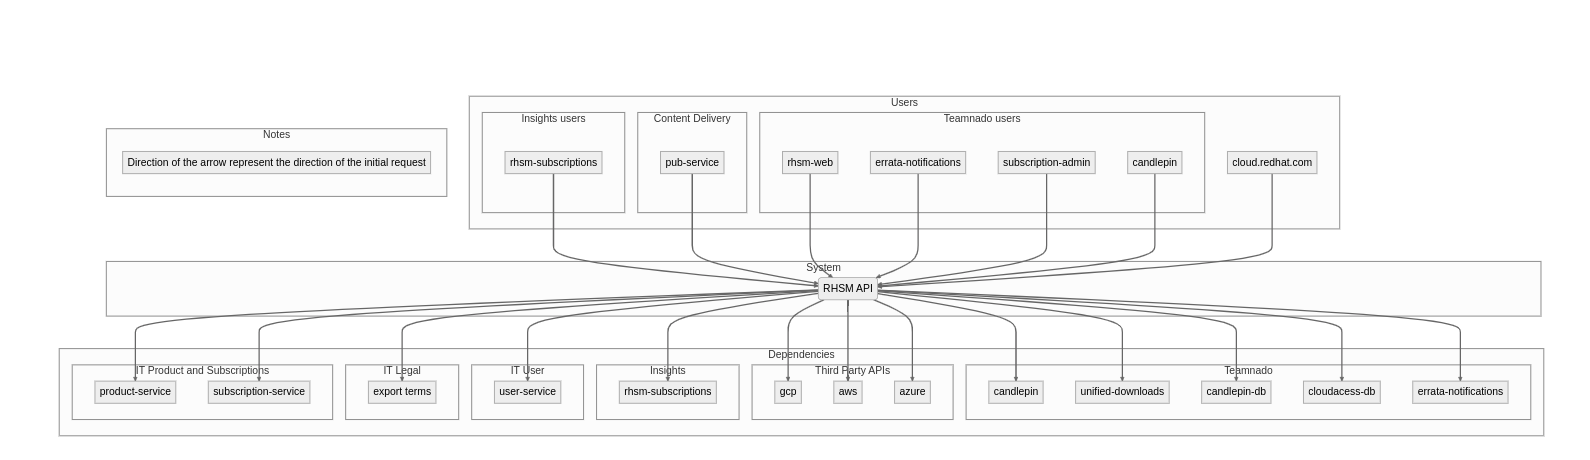 Users
Insights users
Content Delivery
Teamnado users
Notes
Direction of the arrow represent the direction of the initial request
rhsm-subscriptions
pub-service
rhsm-web
errata-notifications
subscription-admin
candlepin
cloud.redhat.com
System
RHSM API
Dependencies
IT Product and Subscriptions
IT Legal
IT User
Insights
Third Party APIs
Teamnado
product-service
subscription-service
export terms
user-service
rhsm-subscriptions
gcp
aws
azure
candlepin
unified-downloads
candlepin-db
cloudacess-db
errata-notifications